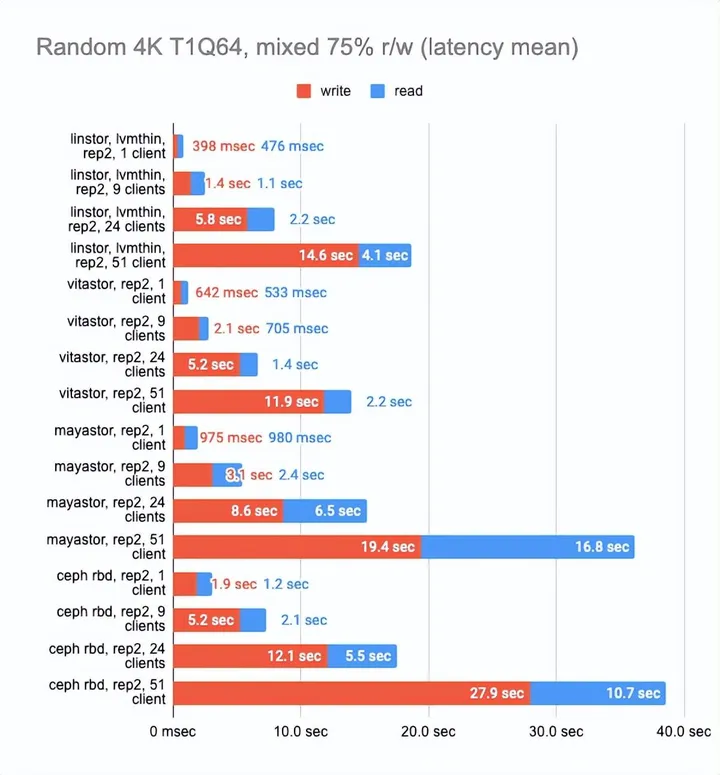 Random 4K T1Q64, mixed 75% r/w (latency mean)
write read
linstor, lvmthin,
rep2, 1 client
398 msec 476 msec
linstor, lvmthin,
rep2, 9 clients
1.4 sec 1.1 sec
linstor, lvmthin,
rep2, 24 clients
5.8 sec 2.2 sec
linstor, lvmthin,
rep2, 51 client
14.6 sec 4.1 sec
vitastor, rep2, 1
client
642 msec 533 msec
vitastor, rep2, 9
clients
2.1 sec 705 msec
vitastor, rep2, 24
clients
5.2 sec 1.4 sec
vitastor, rep2, 51
client
11.9 sec 2.2 sec
mayastor, rep2, 1
client
975 msec 980 msec
mayastor, rep2, 9
clients
3.1 sec 2.4 sec
mayastor, rep2, 24
clients
8.6 sec 6.5 sec
mayastor, rep2, 51
client
19.4 sec 16.8 sec
ceph rbd, rep2, 1
client
1.9 sec 1.2 sec
ceph rbd, rep2, 9
clients
5.2 sec 2.1 sec
ceph rbd, rep2, 24
clients
12.1 sec 5.5 sec
ceph rbd, rep2, 51
client
27.9 sec 10.7 sec
0 msec 10.0 sec 20.0 sec 30.0 sec 40.0 sec